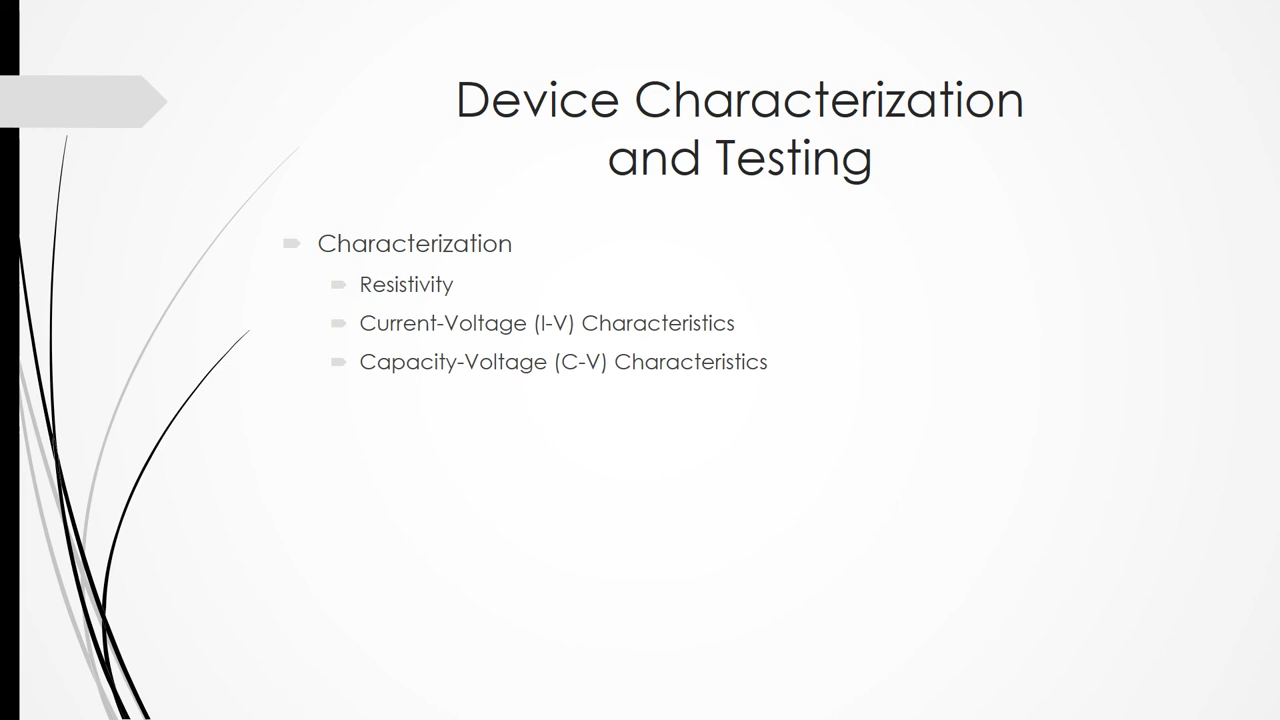 Device Characterization
and Testing
Characterization
Resistivity
Current-Voltage (I-V) Characteristics
Capacity-Voltage (C-V) Characteristics